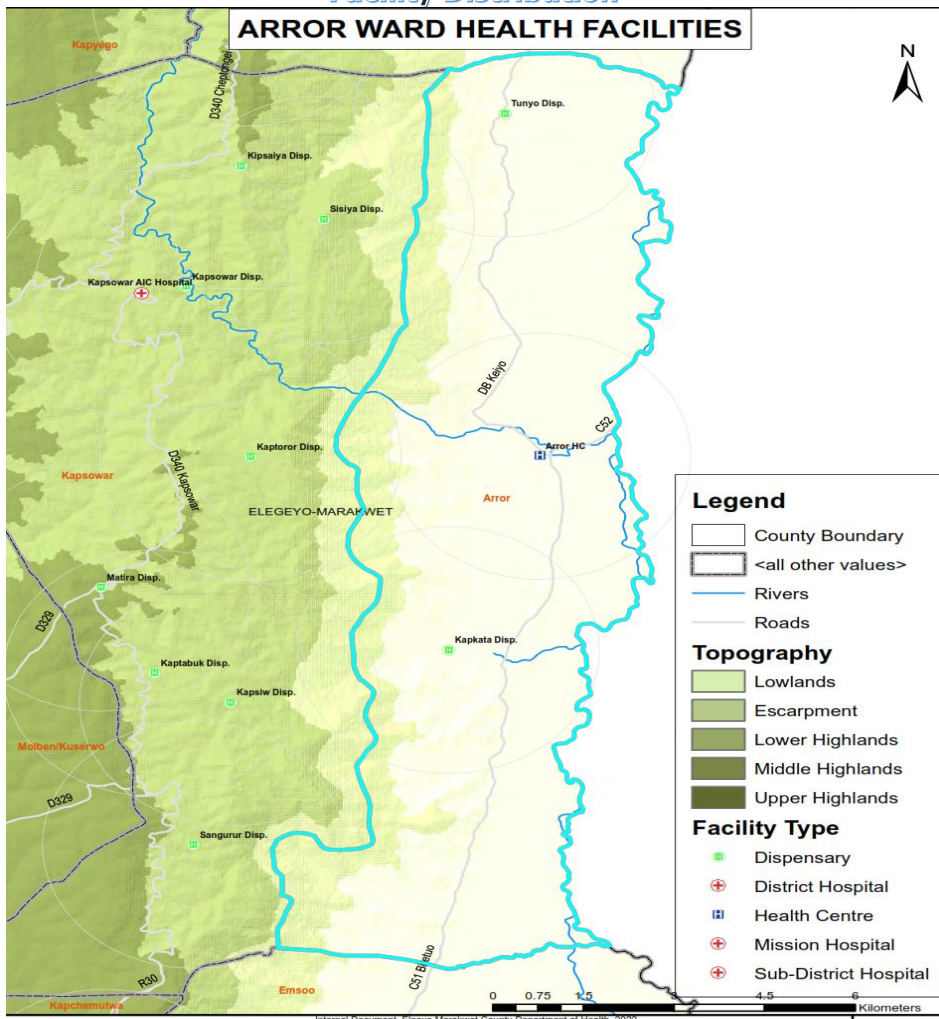 Facility Distribution
ARROR WARD HEALTH FACILITIES
N
Kapyego
D340 Cheplongei
Tunyo Disp.
Kipsaiya Disp.
Sisiya Disp.
Kapsowar AIC Hospital
Kapsowar Disp.
DB Keiyo
C52
Arror HC
Kaptoror Disp.
D340 Kapsowar
Kapsowar
Arror
ELEGEYO-MARAKWET
Matira Disp.
D329
Kapkata Disp.
Kaptabuk Disp.
Kapsiw Disp.
Moiben/Kuserwo
D329
Sangurur Disp.
R30
Emsoo
Kapchemutwa
Legend
County Boundary
<all other values>
Rivers
Roads
Topography
Lowlands
Escarpment
Lower Highlands
Middle Highlands
Upper Highlands
Facility Type
Dispensary
District Hospital
Health Centre
Mission Hospital
Sub-District Hospital
0 0.75 1.5 3 4.5 6
Kilometers